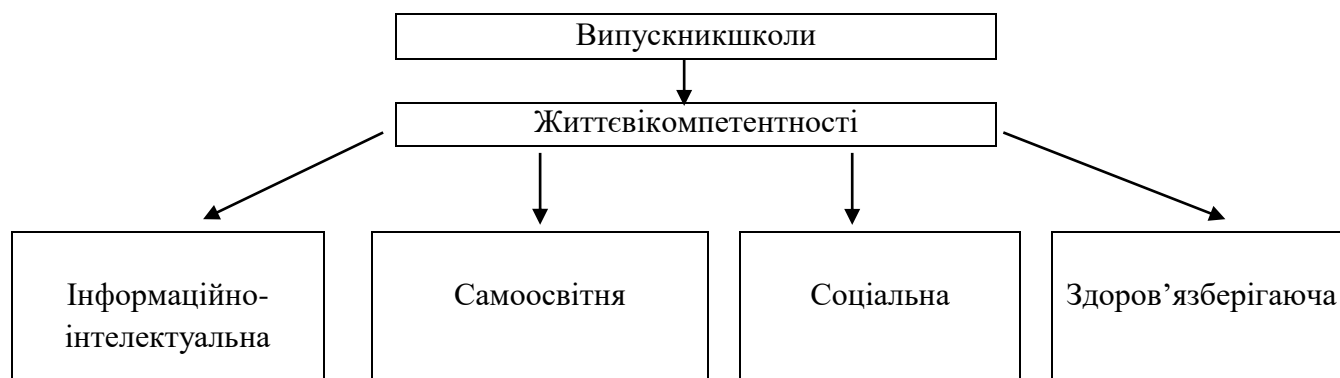 Випускникшколи
Життєвікомпетентності
Інформаційно-
інтелектуальна
Самоосвітня
Соціальна
Здоров’язберігаюча